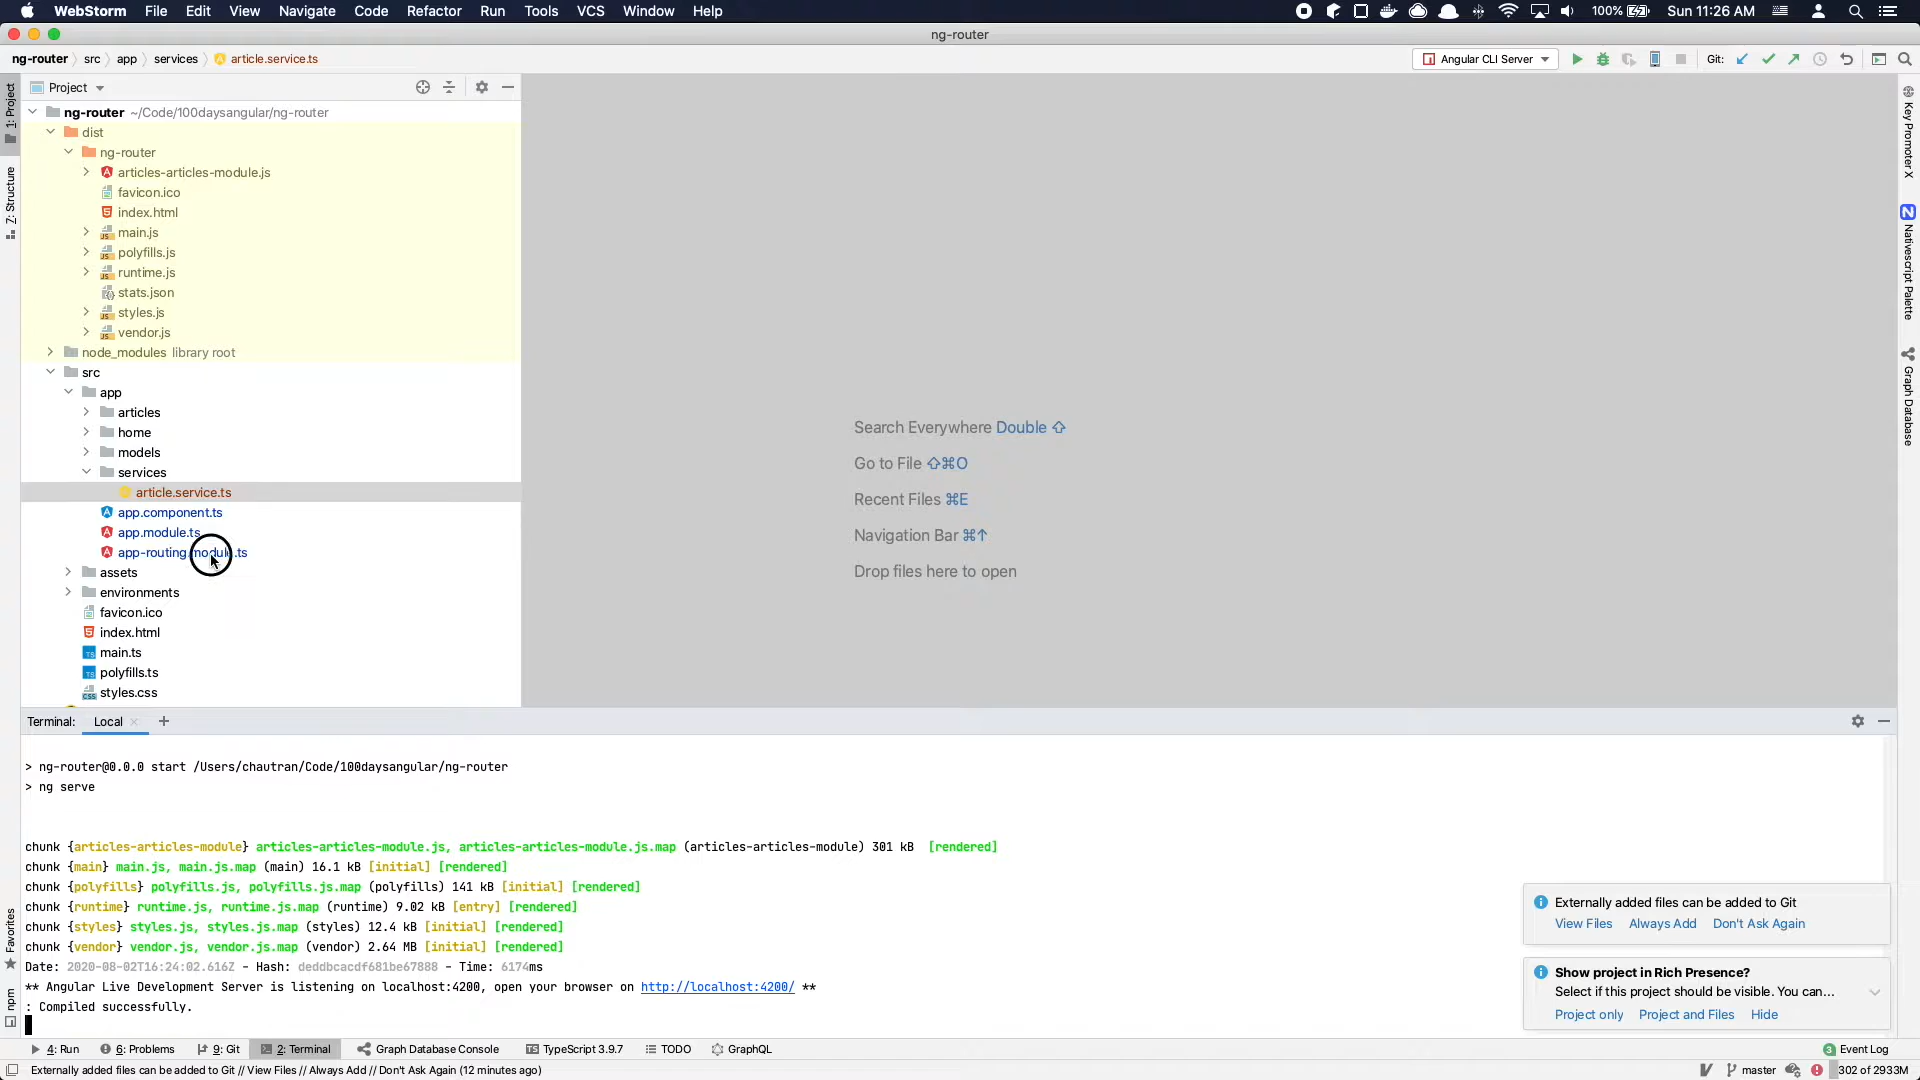 WebStorm File Edit View Navigate Code Refactor Run Tools VCS Window Help 100% Sun 11:26 AM
ng-router
ng-router src app services article.service.ts Angular CLI Server Git:
Project
ng-router ~/Code/100daysangular/ng-router
dist
ng-router
articles-articles-module.js
favicon.ico
index.html
main.js
polyfills.js
runtime.js
stats.json
styles.js
vendor.js
node_modules library root
src
app
articles
home
models
services
article.service.ts
app.component.ts
app.module.ts
app-routing.module.ts
assets
environments
favicon.ico
index.html
main.ts
polyfills.ts
styles.css
1: Project
Z: Structure
Favorites
npm
Search Everywhere Double ⇧
Go to File ⇧⌘O
Recent Files ⌘E
Navigation Bar ⌘↑
Drop files here to open
Key Promoter X
Nativescript Palette
Graph Database
Terminal: Local
> ng-router@0.0.0 start /Users/chautran/Code/100daysangular/ng-router
> ng serve
chunk {articles-articles-module} articles-articles-module.js, articles-articles-module.js.map (articles-articles-module) 301 kB [rendered]
chunk {main} main.js, main.js.map (main) 16.1 kB [initial] [rendered]
chunk {polyfills} polyfills.js, polyfills.js.map (polyfills) 141 kB [initial] [rendered]
chunk {runtime} runtime.js, runtime.js.map (runtime) 9.02 kB [entry] [rendered]
chunk {styles} styles.js, styles.js.map (styles) 12.4 kB [initial] [rendered]
chunk {vendor} vendor.js, vendor.js.map (vendor) 2.64 MB [initial] [rendered]
Date: 2020-08-02T16:24:02.616Z - Hash: deddbcacdf681be67888 - Time: 6174ms
** Angular Live Development Server is listening on localhost:4200, open your browser on http://localhost:4200/ **
: Compiled successfully.
Externally added files can be added to Git
View Files Always Add Don't Ask Again
Show project in Rich Presence?
Select if this project should be visible. You can...
Project only Project and Files Hide
4: Run 6: Problems 9: Git 2: Terminal Graph Database Console TypeScript 3.9.7 TODO GraphQL 3 Event Log
Externally added files can be added to Git // View Files // Always Add // Don't Ask Again (12 minutes ago) master 302 of 2933M